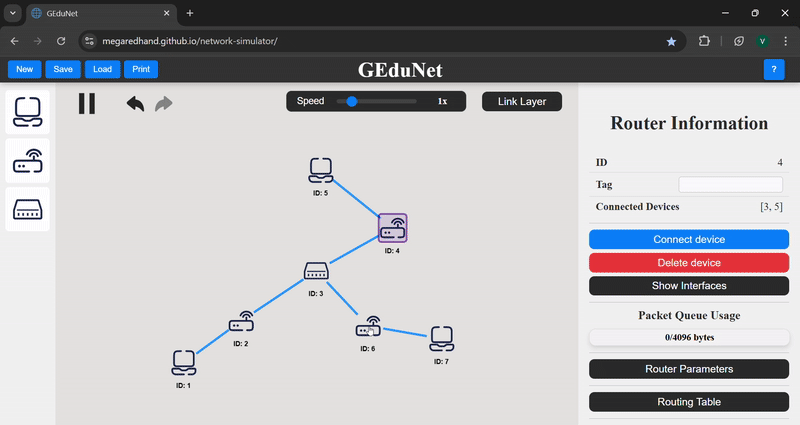 GEduNet
megaredhand.github.io/network-simulator/
V
New
Save
Load
Print
GEduNet
?
Speed
1x
Link Layer
ID: 5
ID: 4
ID: 3
ID: 2
ID: 6
ID: 7
ID: 1
Router Information
ID 4
Tag
Connected Devices [3, 5]
Connect device
Delete device
Show Interfaces
Packet Queue Usage
0/4096 bytes
Router Parameters
Routing Table